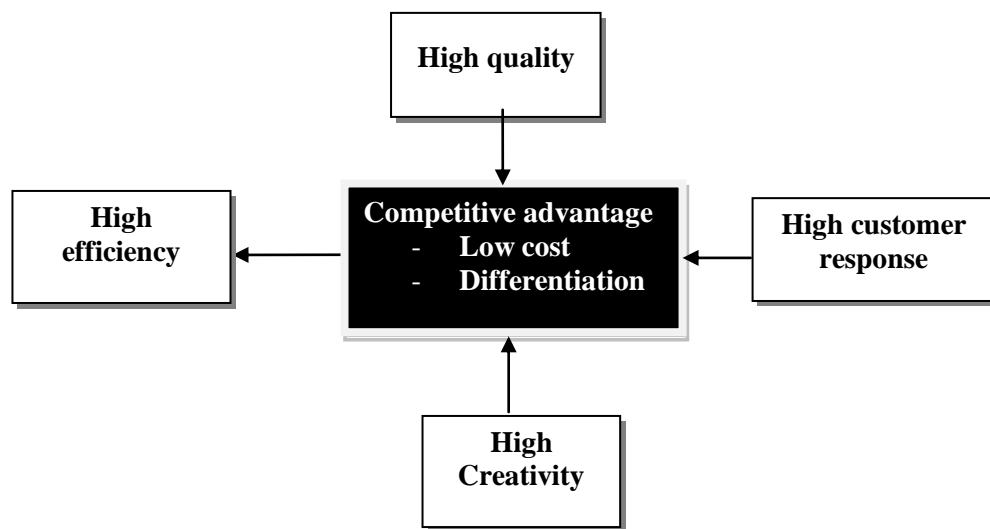 High quality
High
efficiency
Competitive advantage
- Low cost
- Differentiation
High customer
response
High
Creativity